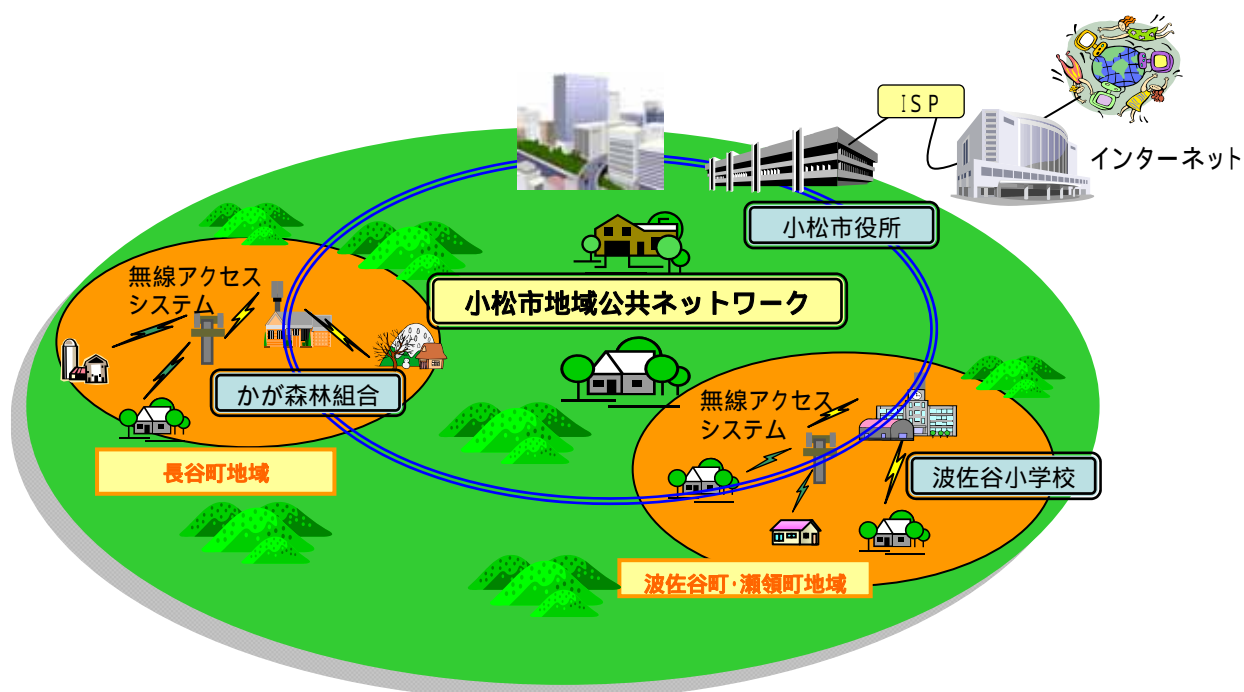 ISP
インターネット
小松市役所
無線アクセス
システム
小松市地域公共ネットワーク
かが森林組合
無線アクセス
システム
長谷町地域
波佐谷小学校
波佐谷町・瀬領町地域